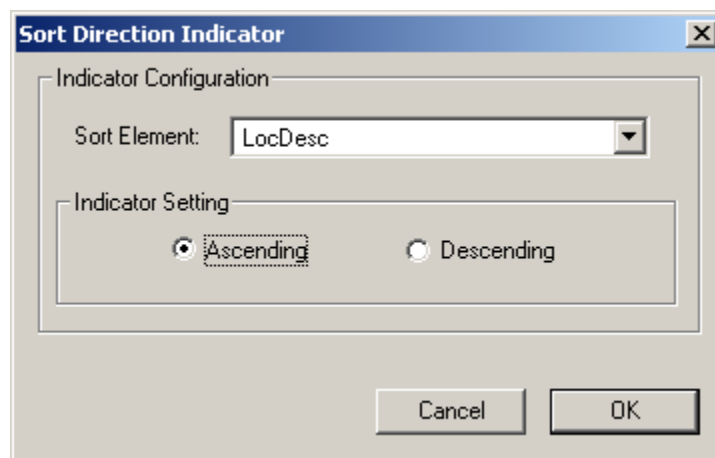 Sort Direction Indicator
Indicator Configuration
Sort Element: LocDesc
Indicator Setting
Ascending Descending
Cancel OK